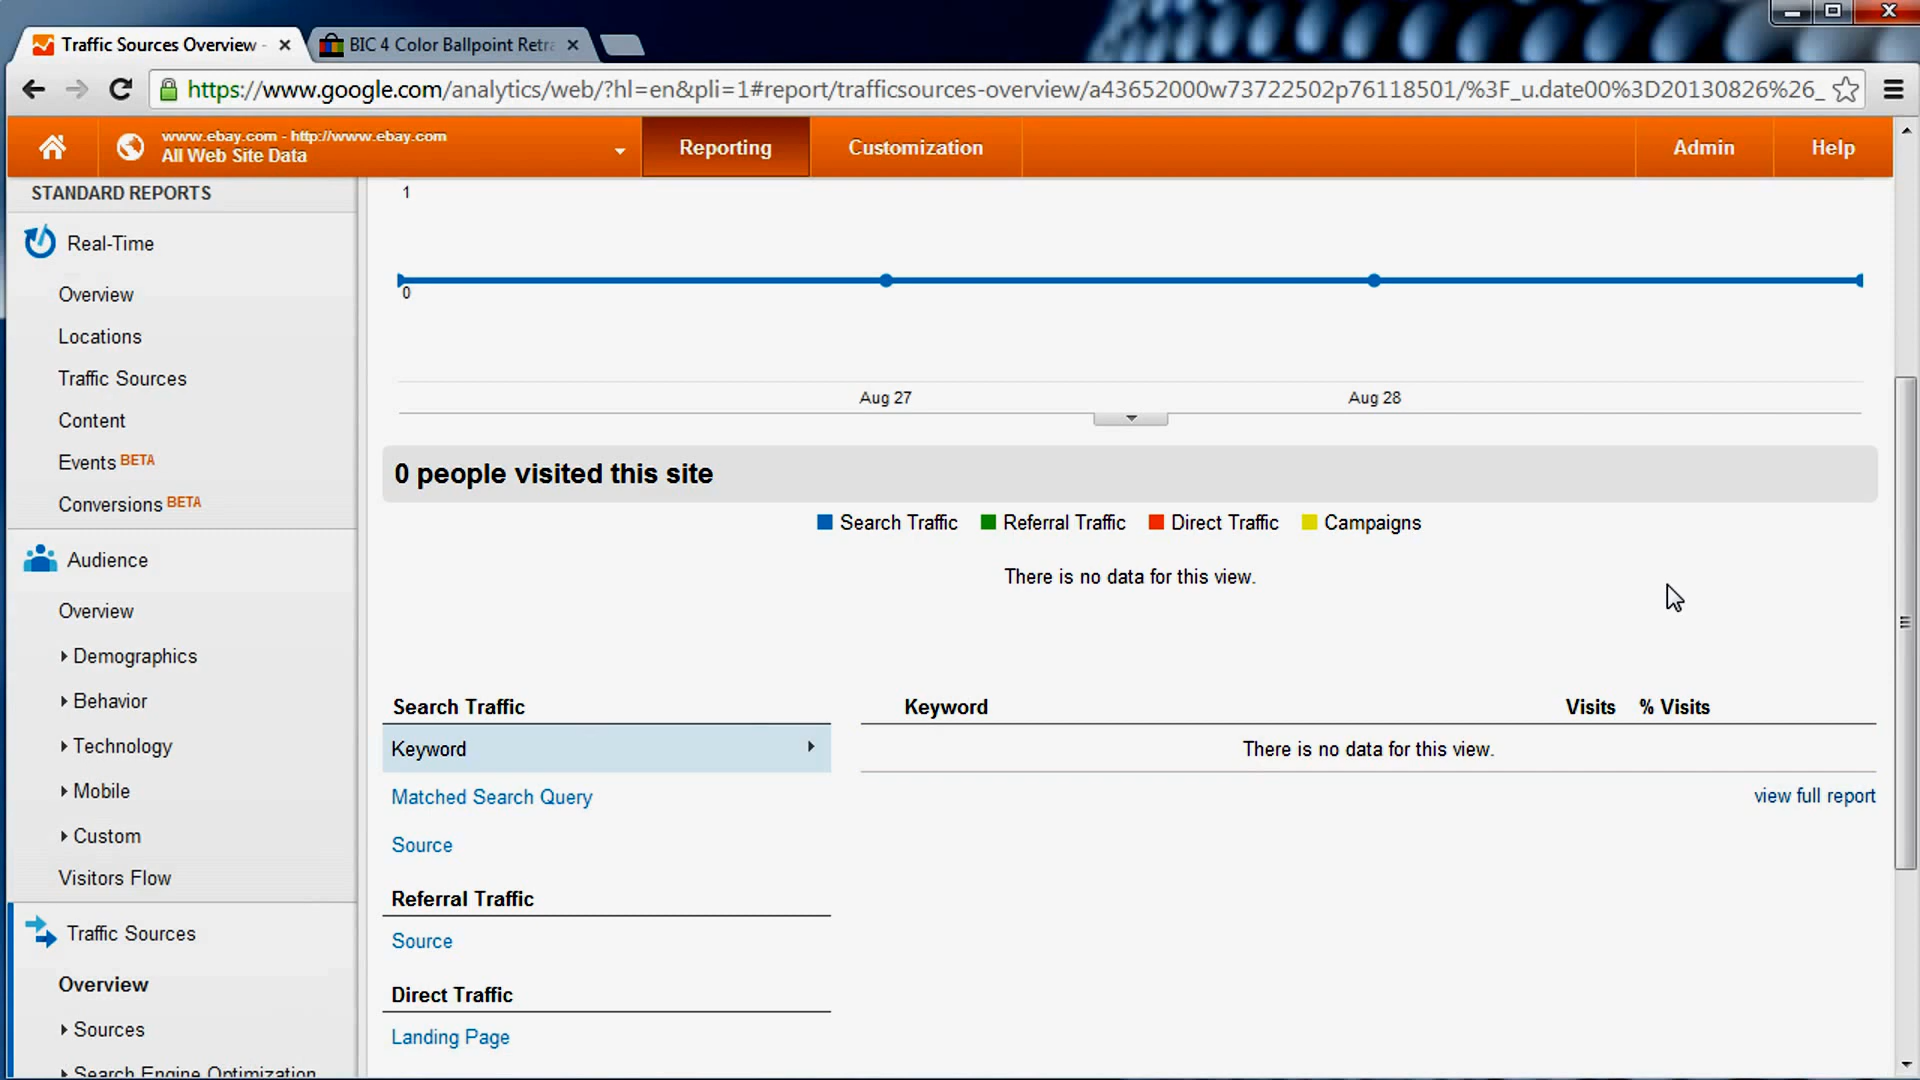 Traffic Sources Overview -
BIC 4 Color Ballpoint Retra
https://www.google.com/analytics/web/?hl=en&pli=1#report/trafficsources-overview/a43652000w73722502p76118501/%3F_u.date00%3D20130826%26_
www.ebay.com - http://www.ebay.com
All Web Site Data
Reporting
Customization
Admin
Help
STANDARD REPORTS
Real-Time
Overview
Locations
Traffic Sources
Content
Events BETA
Conversions BETA
Audience
Overview
Demographics
Behavior
Technology
Mobile
Custom
Visitors Flow
Traffic Sources
Overview
Sources
Search Engine Optimization
1
0
Aug 27
Aug 28
0 people visited this site
Search Traffic Referral Traffic Direct Traffic Campaigns
There is no data for this view.
Search Traffic
Keyword
Matched Search Query
Source
Referral Traffic
Source
Direct Traffic
Landing Page
Keyword Visits % Visits
There is no data for this view.
view full report